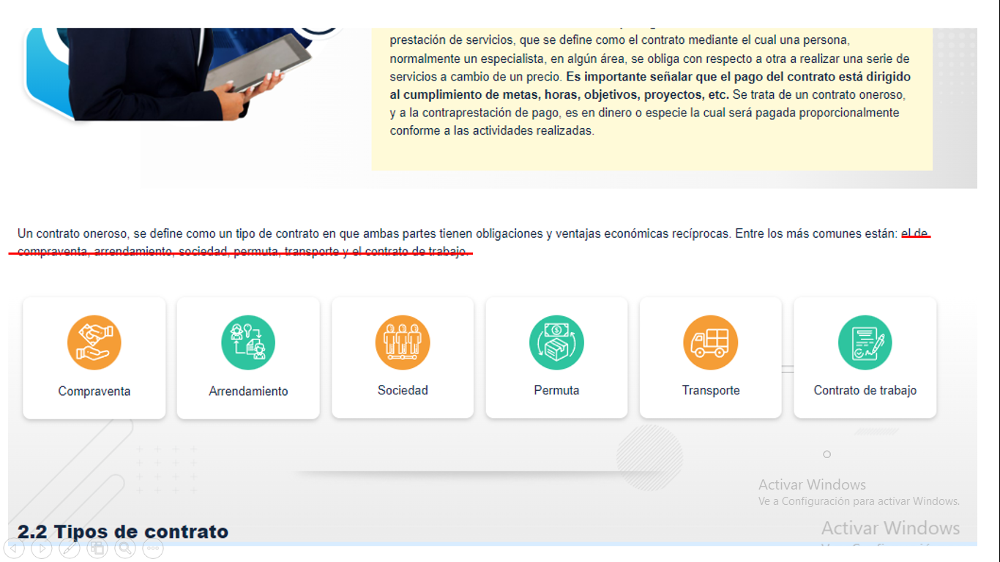 prestación de servicios, que se define como el contrato mediante el cual una persona,
normalmente un especialista, en algún área, se obliga con respecto a otra a realizar una serie de
servicios a cambio de un precio. Es importante señalar que el pago del contrato está dirigido
al cumplimiento de metas, horas, objetivos, proyectos, etc. Se trata de un contrato oneroso,
y a la contraprestación de pago, es en dinero o especie la cual será pagada proporcionalmente
conforme a las actividades realizadas.
Un contrato oneroso, se define como un tipo de contrato en que ambas partes tienen obligaciones y ventajas económicas recíprocas. Entre los más comunes están: el de
compraventa, arrendamiento, sociedad, permuta, transporte y el contrato de trabajo.
Compraventa
Arrendamiento
Sociedad
Permuta
Transporte
Contrato de trabajo
Activar Windows
Ve a Configuración para activar Windows.
2.2 Tipos de contrato
Activar Windows